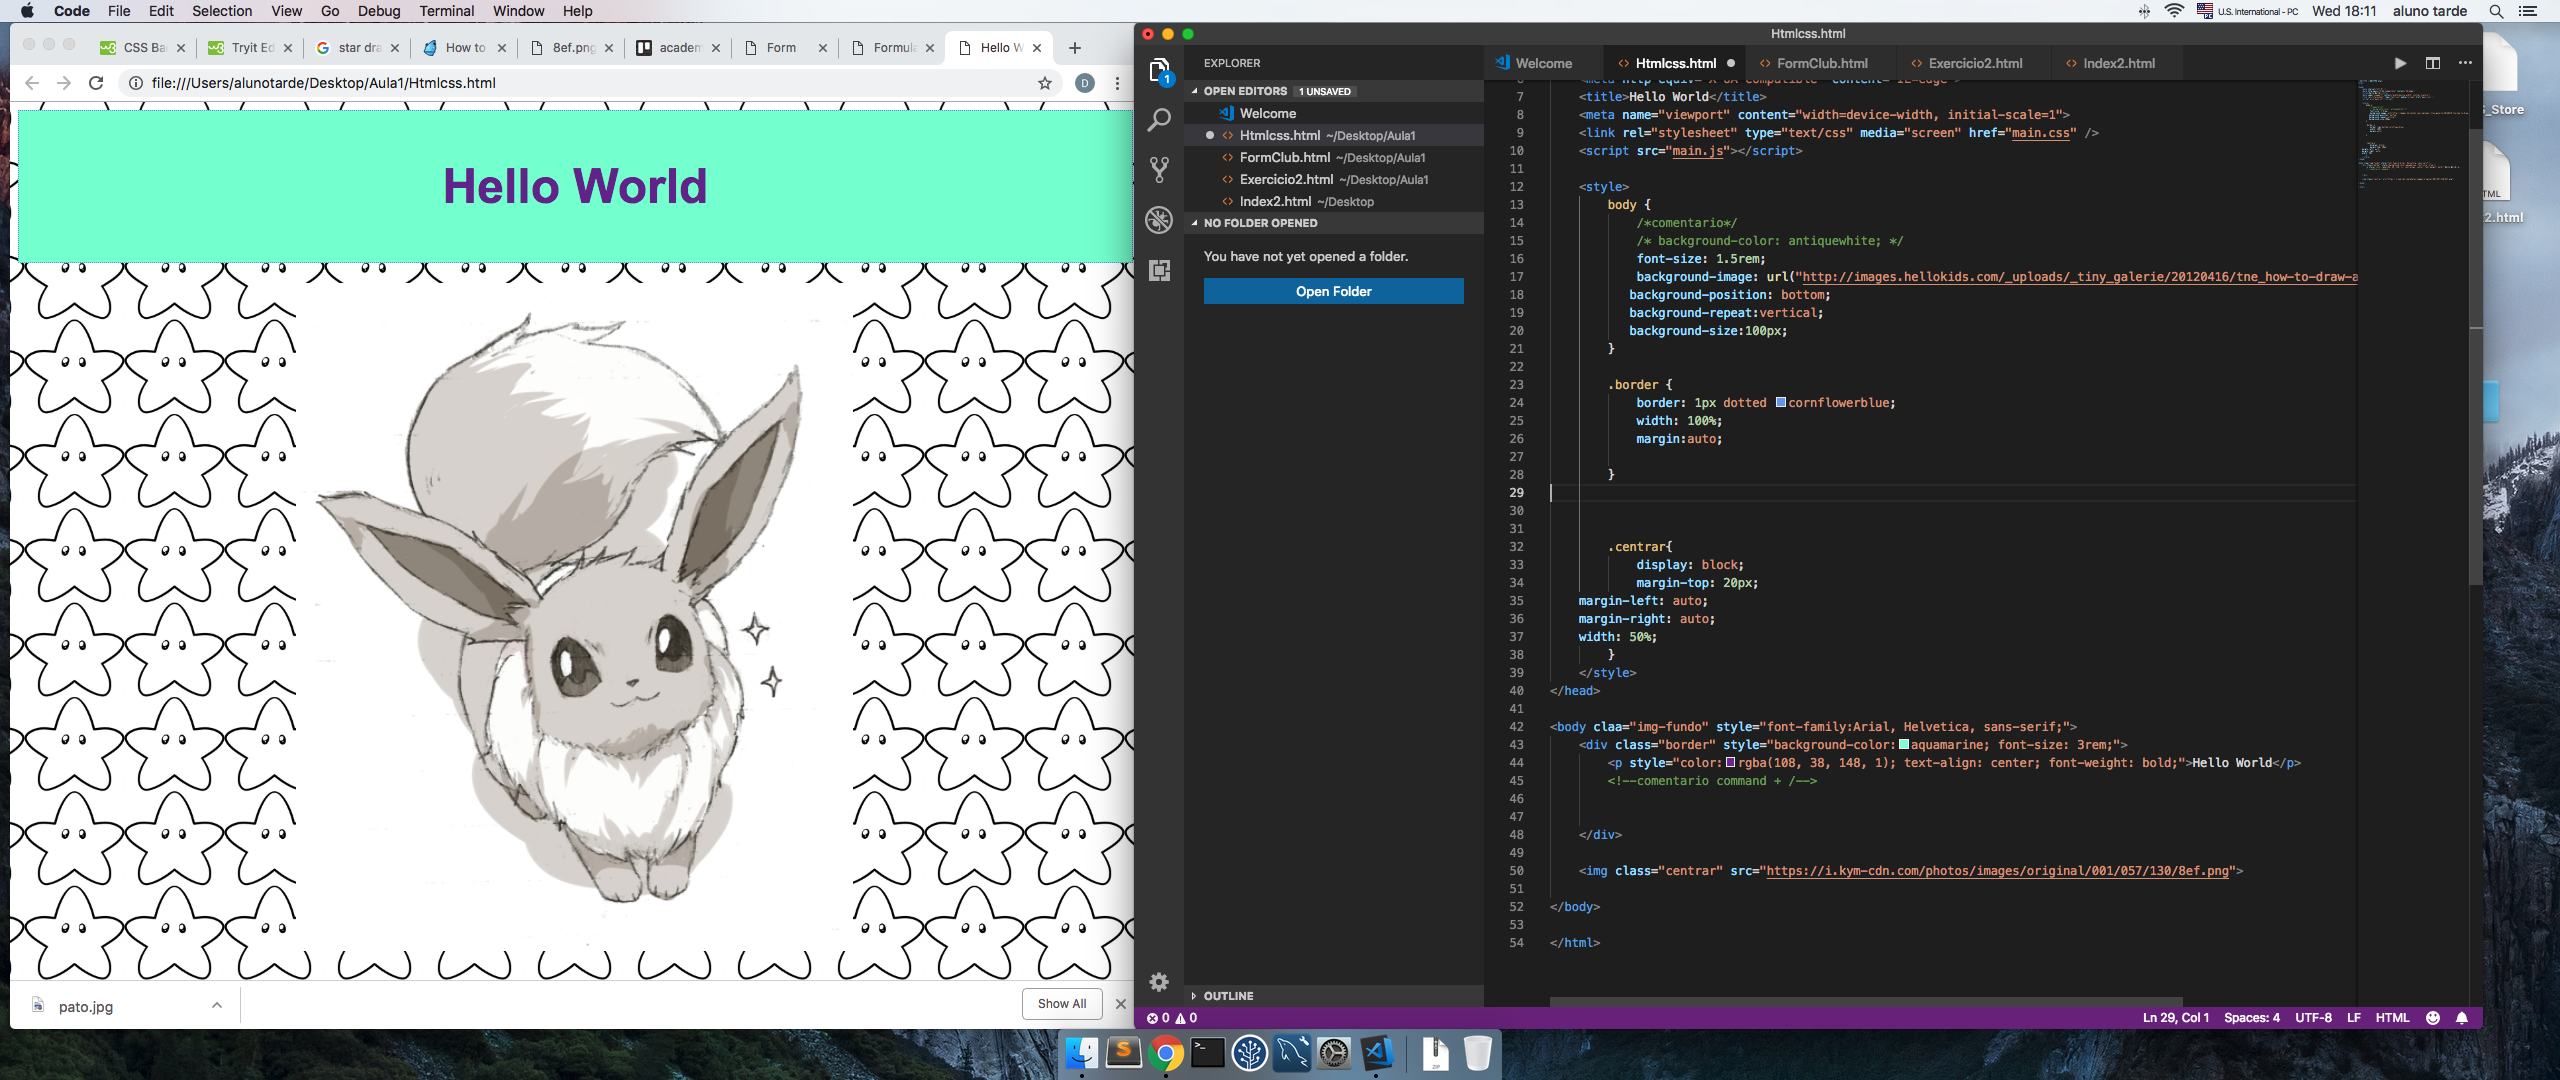 Code File Edit Selection View Go Debug Terminal Window Help
U.S. International - PC Wed 18:11 aluno tarde
CSS Ba
Tryit Ed
star dra
How to
8ef.png
academ
Form
Formula
Hello W
file:///Users/alunotarde/Desktop/Aula1/Htmlcss.html
D
Hello World
pato.jpg
Show All
Htmlcss.html
EXPLORER
OPEN EDITORS 1 UNSAVED
Welcome
Htmlcss.html ~/Desktop/Aula1
FormClub.html ~/Desktop/Aula1
Exercicio2.html ~/Desktop/Aula1
Index2.html ~/Desktop
NO FOLDER OPENED
You have not yet opened a folder.
Open Folder
OUTLINE
1
Welcome
Htmlcss.html
FormClub.html
Exercicio2.html
Index2.html
7 <title>Hello World</title>
8 <meta name="viewport" content="width=device-width, initial-scale=1">
9 <link rel="stylesheet" type="text/css" media="screen" href="main.css" />
10 <script src="main.js"></script>
11
12 <style>
13 body {
14 /*comentario*/
15 /* background-color: antiquewhite; */
16 font-size: 1.5rem;
17 background-image: url("http://images.hellokids.com/_uploads/_tiny_galerie/20120416/tne_how-to-draw-a
18 background-position: bottom;
19 background-repeat:vertical;
20 background-size:100px;
21 }
22
23 .border {
24 border: 1px dotted cornflowerblue;
25 width: 100%;
26 margin:auto;
27
28 }
29
30
31
32 .centrar{
33 display: block;
34 margin-top: 20px;
35 margin-left: auto;
36 margin-right: auto;
37 width: 50%;
38 }
39 </style>
40 </head>
41
42 <body claa="img-fundo" style="font-family:Arial, Helvetica, sans-serif;">
43 <div class="border" style="background-color:aquamarine; font-size: 3rem;">
44 <p style="color:rgba(108, 38, 148, 1); text-align: center; font-weight: bold;">Hello World</p>
45 <!--comentario command + /-->
46
47
48 </div>
49
50 <img class="centrar" src="https://i.kym-cdn.com/photos/images/original/001/057/130/8ef.png">
51
52 </body>
53
54 </html>
0 0
Ln 29, Col 1 Spaces: 4 UTF-8 LF HTML
_Store
2.html
S
ZIP